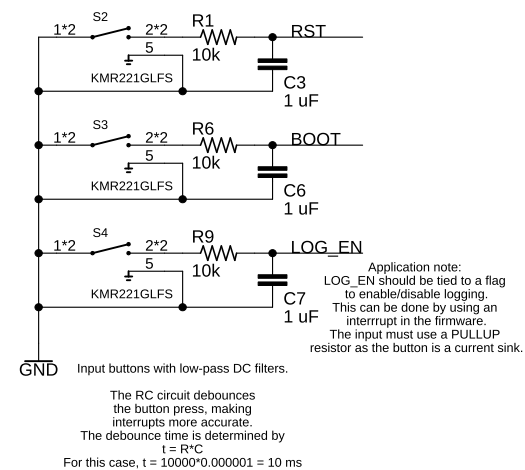 S2
R1
RST
1*2
2*2
5
10k
KMR221GLFS
C3
1 uF
S3
R6
BOOT
1*2
2*2
5
10k
KMR221GLFS
C6
1 uF
S4
R9
LOG_EN
1*2
2*2
5
10k
KMR221GLFS
C7
1 uF
Application note:
LOG_EN should be tied to a flag
to enable/disable logging.
This can be done by using an
interrrupt in the firmware.
The input must use a PULLUP
resistor as the button is a current sink.
GND
Input buttons with low-pass DC filters.
The RC circuit debounces
the button press, making
interrupts more accurate.
The debounce time is determined by
t = R*C
For this case, t = 10000*0.000001 = 10 ms